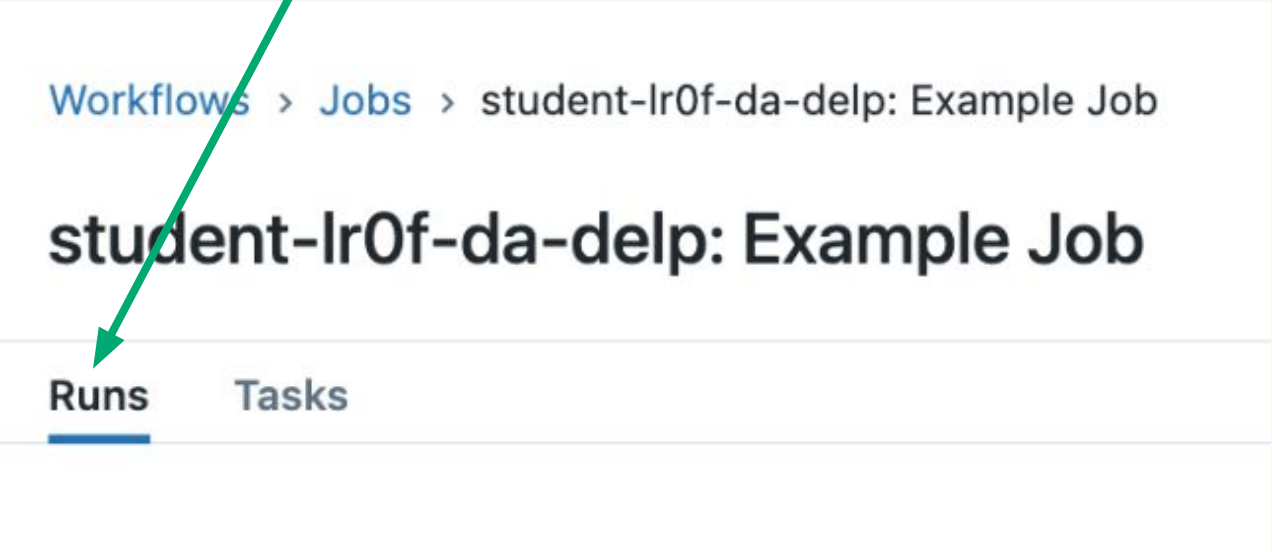 Workflows > Jobs > student-lr0f-da-delp: Example Job
student-lr0f-da-delp: Example Job
Runs Tasks